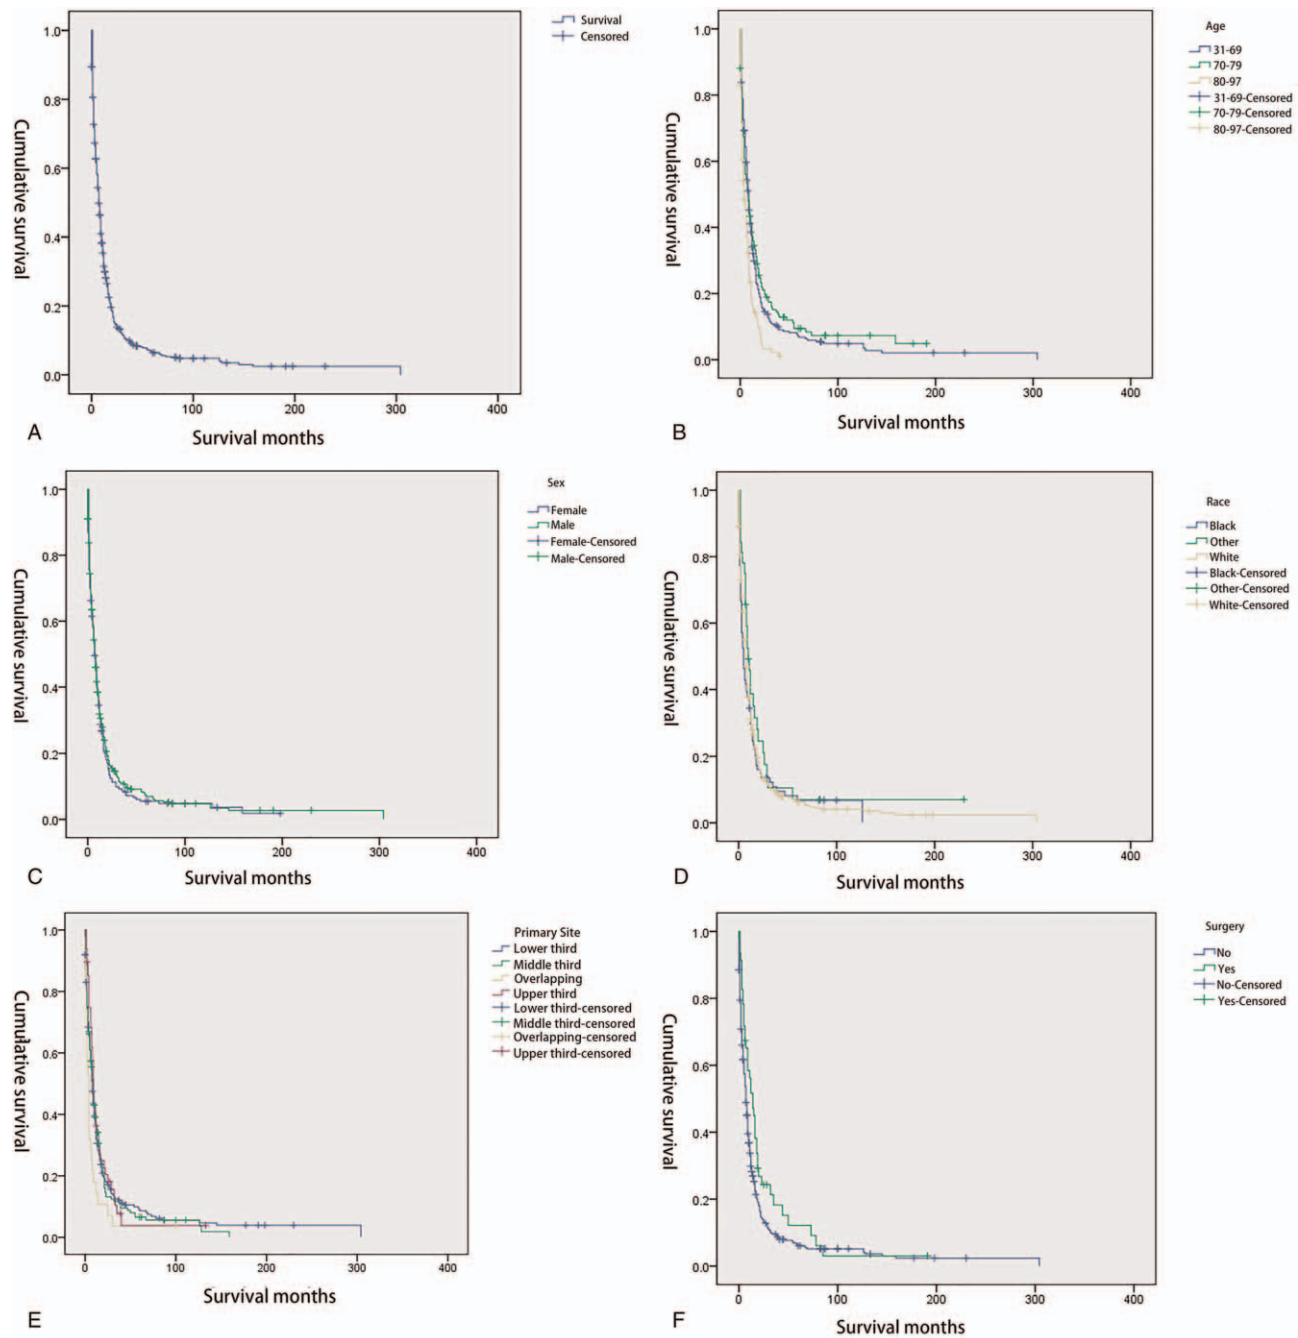 Survival
Censored
1.0
0.8
0.6
0.4
0.2
0.0
Cumulative survival
0 100 200 300 400
Survival months
A
Age
31-69
70-79
80-97
31-69-Censored
70-79-Censored
80-97-Censored
1.0
0.8
0.6
0.4
0.2
0.0
Cumulative survival
0 100 200 300 400
Survival months
B
Sex
Female
Male
Female-Censored
Male-Censored
1.0
0.8
0.6
0.4
0.2
0.0
Cumulative survival
0 100 200 300 400
Survival months
C
Race
Black
Other
White
Black-Censored
Other-Censored
White-Censored
1.0
0.8
0.6
0.4
0.2
0.0
Cumulative survival
0 100 200 300 400
Survival months
D
Primary Site
Lower third
Middle third
Overlapping
Upper third
Lower third-censored
Middle third-censored
Overlapping-censored
Upper third-censored
1.0
0.8
0.6
0.4
0.2
0.0
Cumulative survival
0 100 200 300 400
Survival months
E
Surgery
No
Yes
No-Censored
Yes-Censored
1.0
0.8
0.6
0.4
0.2
0.0
Cumulative survival
0 100 200 300 400
Survival months
F